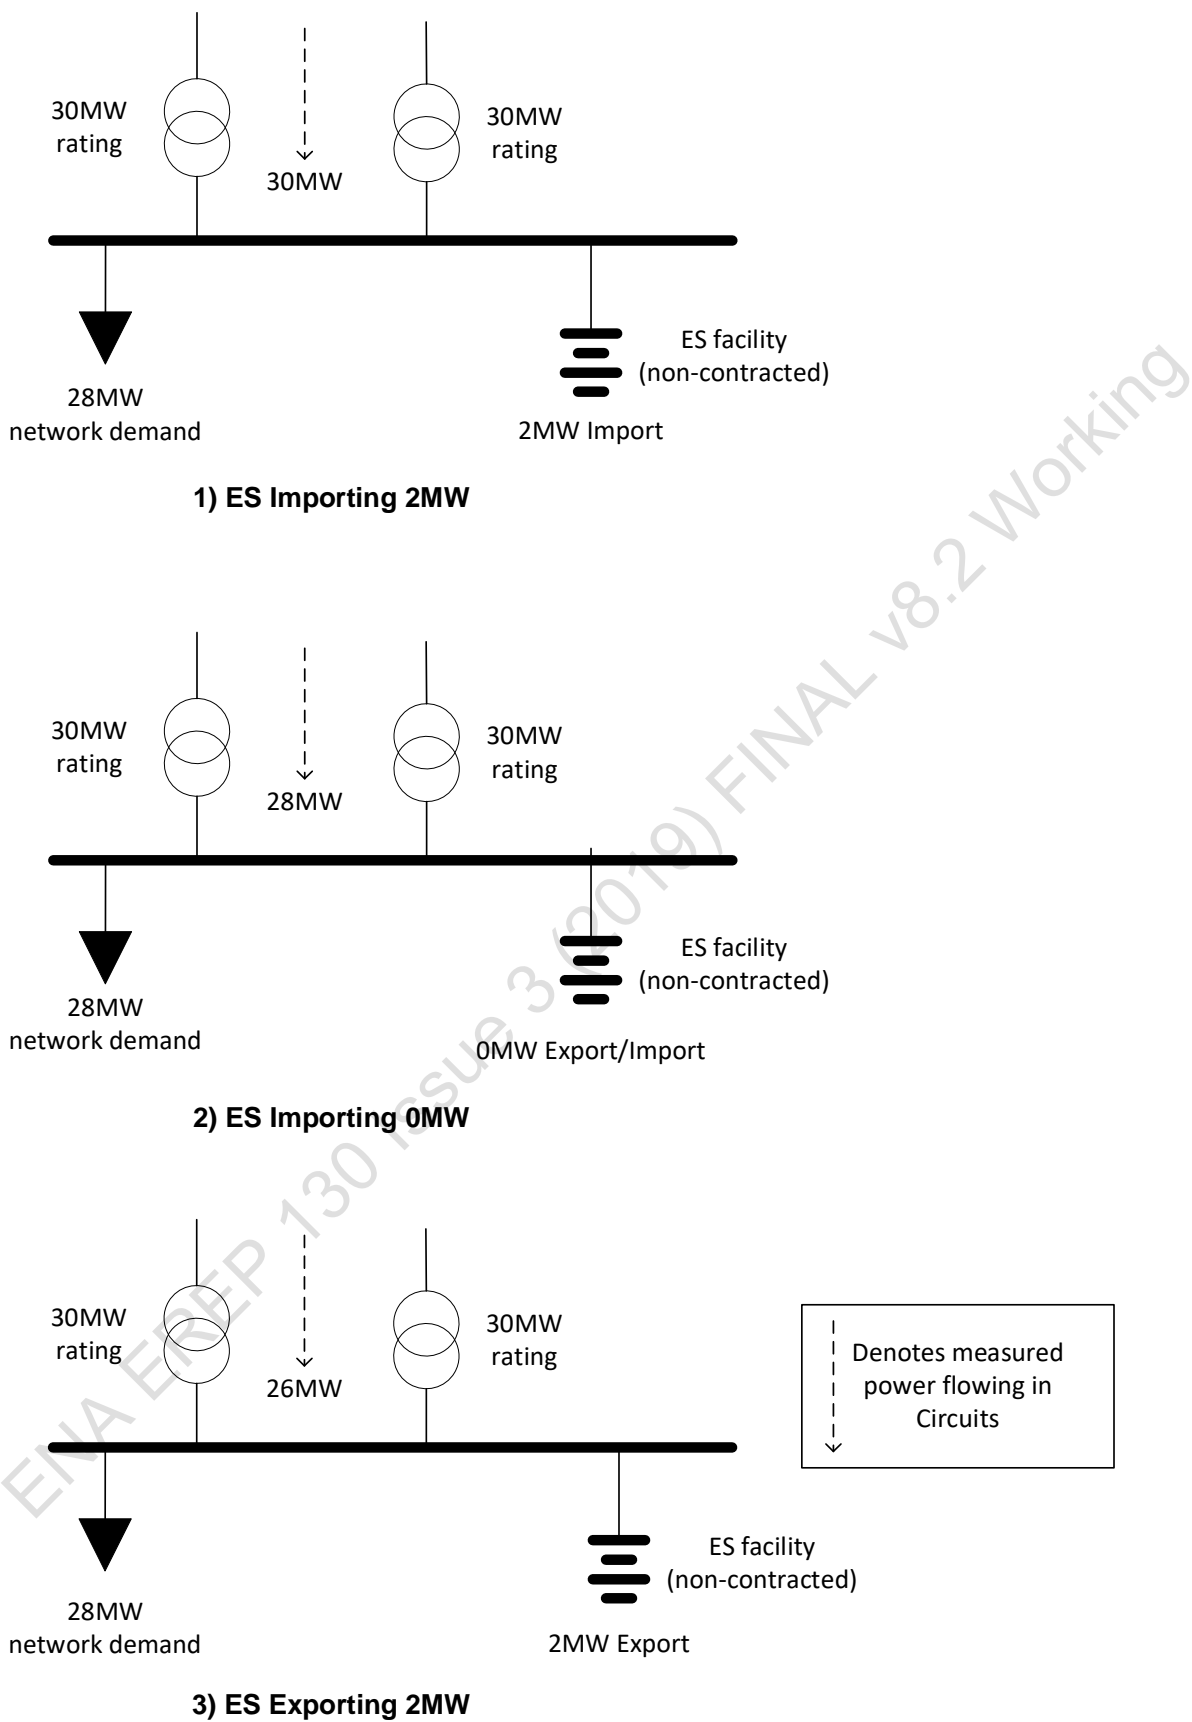 30MW
rating
30MW
rating
30MW
28MW
network demand
ES facility
(non-contracted)
2MW Import
1) ES Importing 2MW
30MW
rating
30MW
rating
28MW
28MW
network demand
ES facility
(non-contracted)
0MW Export/Import
2) ES Importing 0MW
30MW
rating
30MW
rating
26MW
Denotes measured
power flowing in
Circuits
28MW
network demand
ES facility
(non-contracted)
2MW Export
3) ES Exporting 2MW
ENA EREP 130 issue 3 (2019) FINAL v8.2 Working